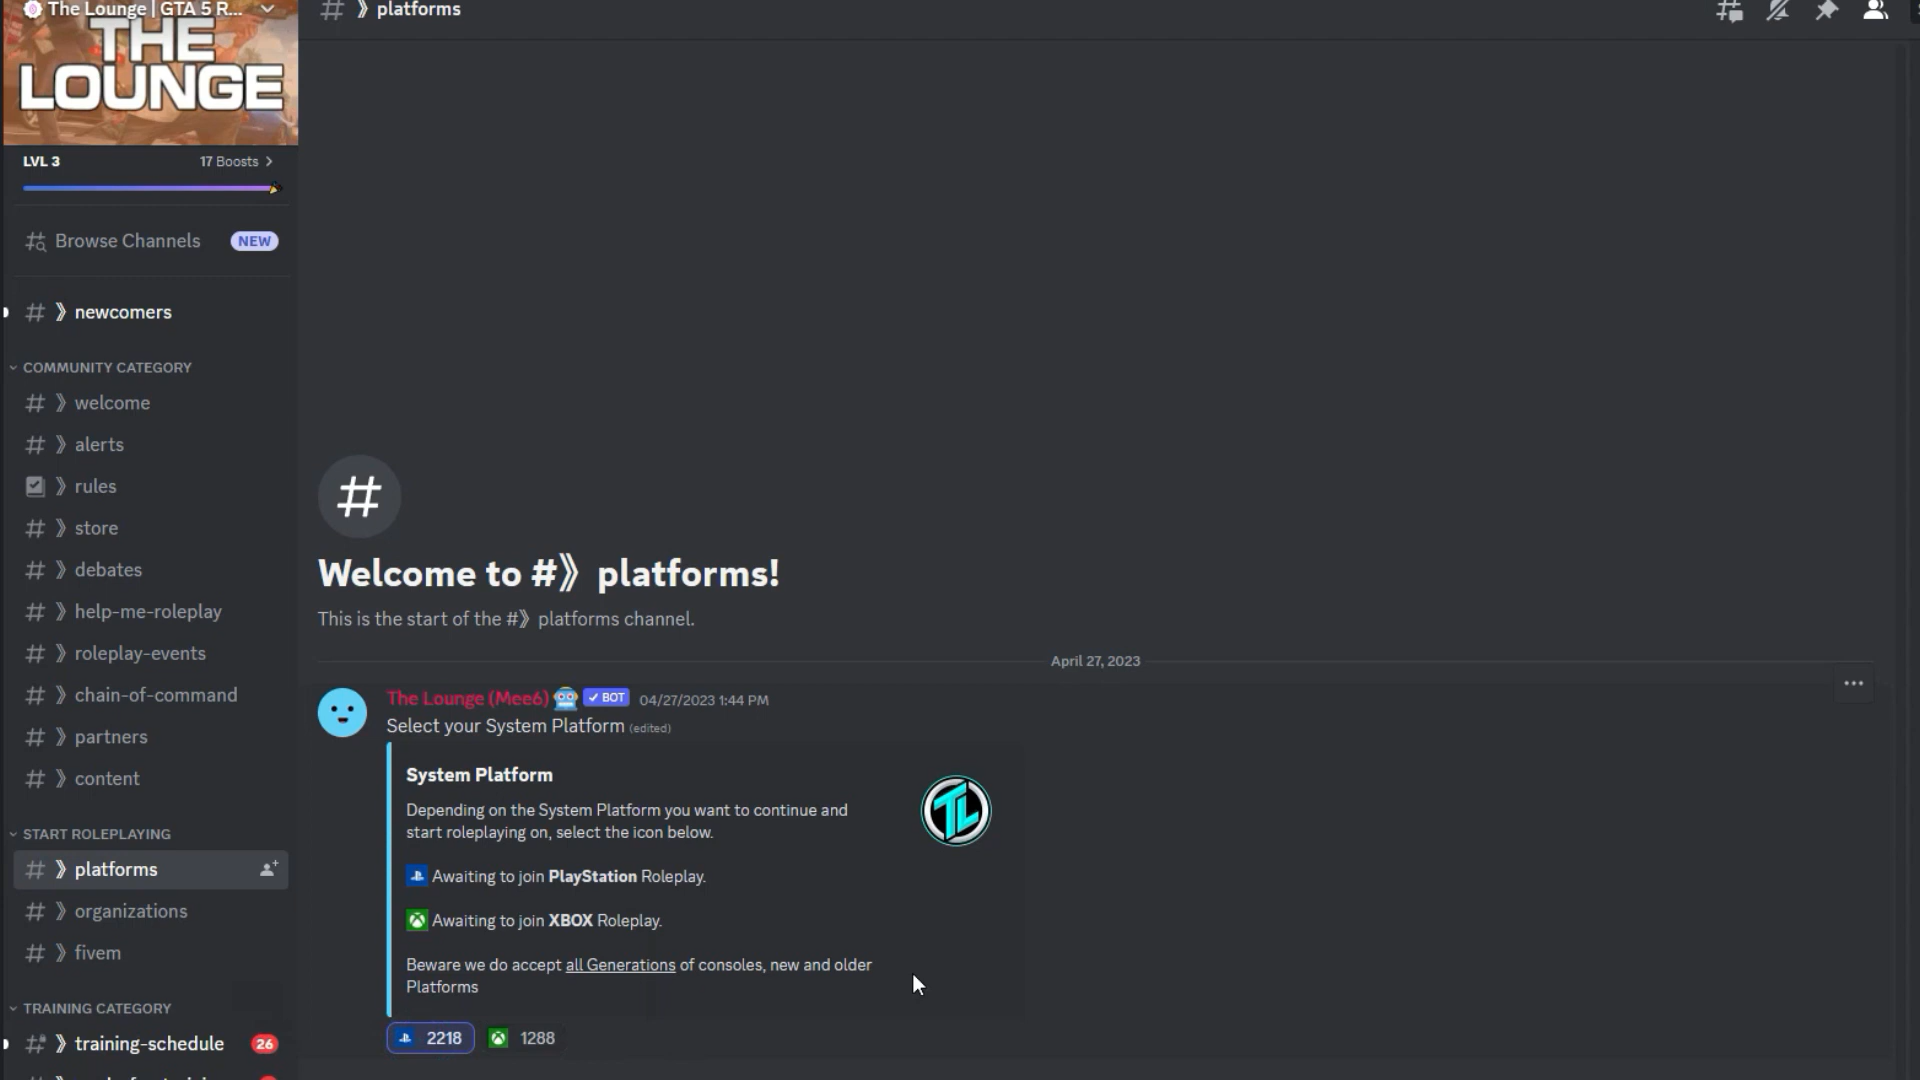 The Lounge | GTA 5 R...
THE
LOUNGE
LVL 3
17 Boosts
Browse Channels
NEW
# 》 newcomers
COMMUNITY CATEGORY
# 》 welcome
# 》 alerts
》 rules
# 》 store
# 》 debates
# 》 help-me-roleplay
# 》 roleplay-events
# 》 chain-of-command
# 》 partners
# 》 content
START ROLEPLAYING
# 》 platforms
# 》 organizations
# 》 fivem
TRAINING CATEGORY
# 》 training-schedule
26
# 》 platforms
#
Welcome to #》 platforms!
This is the start of the #》 platforms channel.
April 27, 2023
The Lounge (Mee6) BOT 04/27/2023 1:44 PM
Select your System Platform (edited)
System Platform
TL
Depending on the System Platform you want to continue and
start roleplaying on, select the icon below.
Awaiting to join PlayStation Roleplay.
Awaiting to join XBOX Roleplay.
Beware we do accept all Generations of consoles, new and older
Platforms
2218
1288